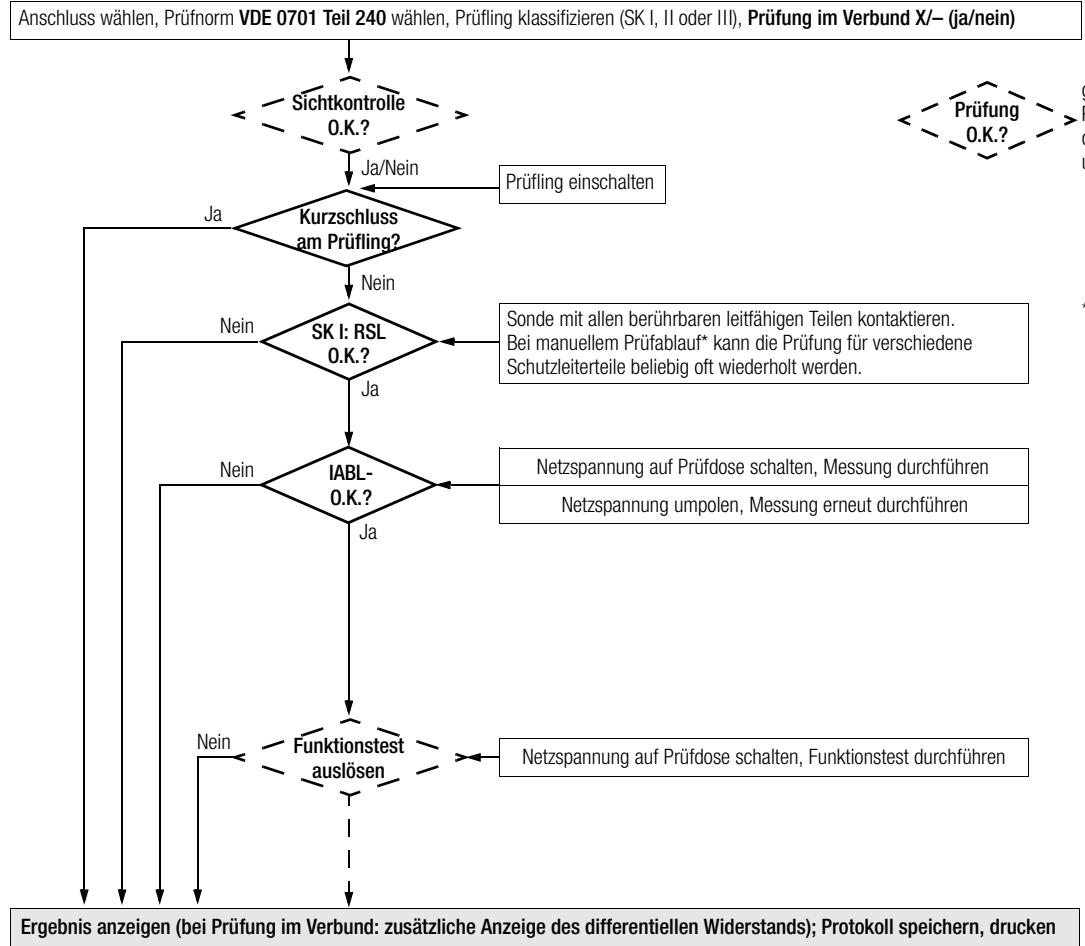 Anschluss wählen, Prüfnorm VDE 0701 Teil 240 wählen, Prüfling klassifizieren (SK I, II oder III), Prüfung im Verbund X/– (ja/nein)
Sichtkontrolle
O.K.?
Prüfung
O.K.?
Ja/Nein
Prüfling einschalten
Ja
Kurzschluss
am Prüfling?
Nein
Nein
SK I: RSL
O.K.?
Sonde mit allen berührbaren leitfähigen Teilen kontaktieren.
Bei manuellem Prüfablauf* kann die Prüfung für verschiedene
Schutzleiterteile beliebig oft wiederholt werden.
*
Ja
Nein
IABL-
O.K.?
Netzspannung auf Prüfdose schalten, Messung durchführen
Netzspannung umpolen, Messung erneut durchführen
Ja
Nein
Funktionstest
auslösen
Netzspannung auf Prüfdose schalten, Funktionstest durchführen
Ergebnis anzeigen (bei Prüfung im Verbund: zusätzliche Anzeige des differentiellen Widerstands); Protokoll speichern, drucken